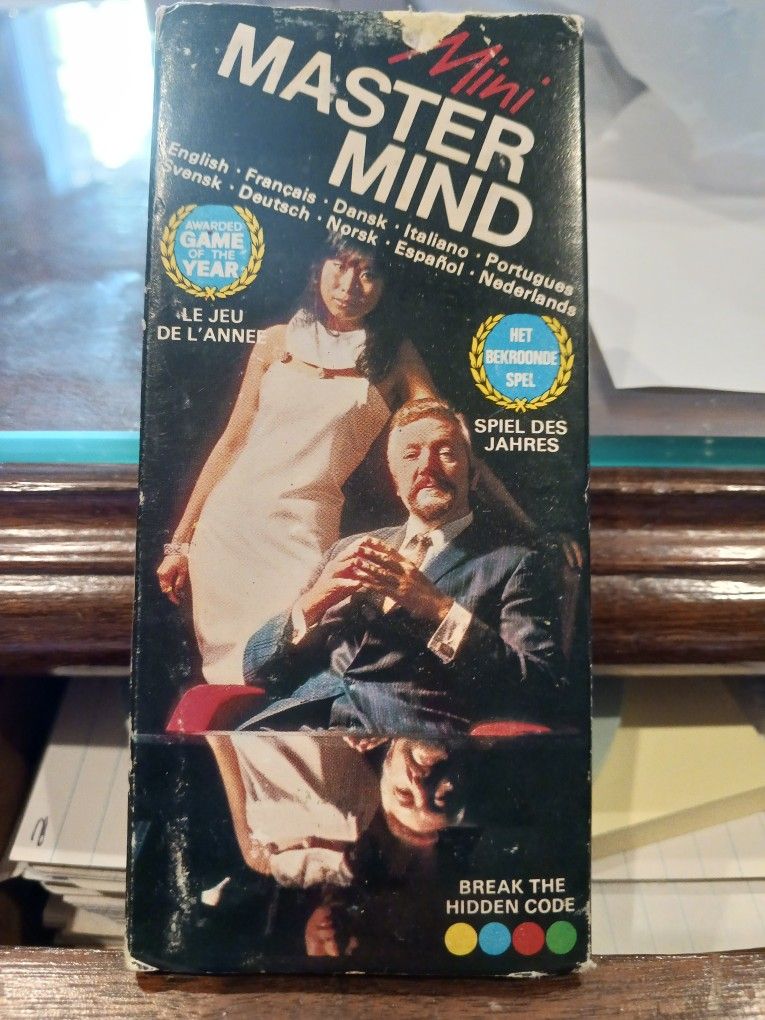 Mini
MASTER
MIND
English · Français · Dansk · Italiano · Portugues
Svensk · Deutsch · Norsk · Español · Nederlands
AWARDED
GAME
OF THE
YEAR
LE JEU
DE L'ANNEE
HET
BEKROONDE
SPEL
SPIEL DES
JAHRES
BREAK THE
HIDDEN CODE